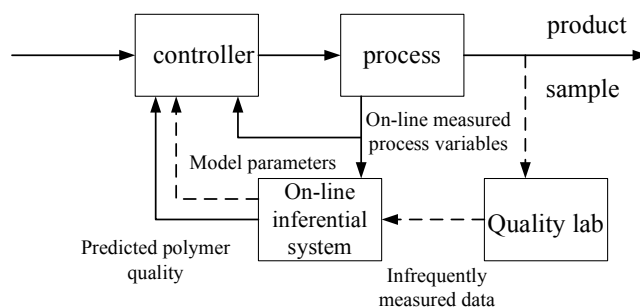 product
controller
process
sample
On-line measured
process variables
Model parameters
On-line
inferential
system
Quality lab
Predicted polymer
quality
Infrequently
measured data